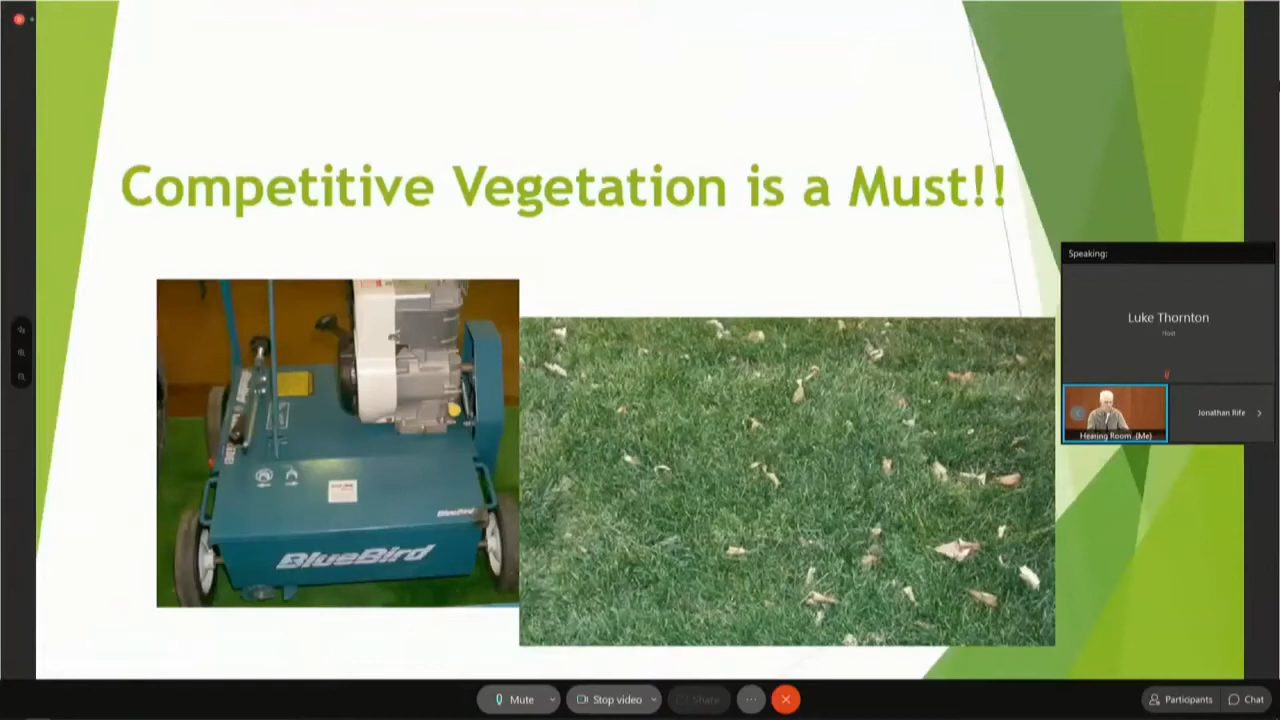 Competitive Vegetation is a Must!!
Speaking:
Luke Thornton
Host
Hearing Room (Me)
Jonathan Rife
BlueBird
BlueBird
Mute
Stop video
Share
Participants
Chat